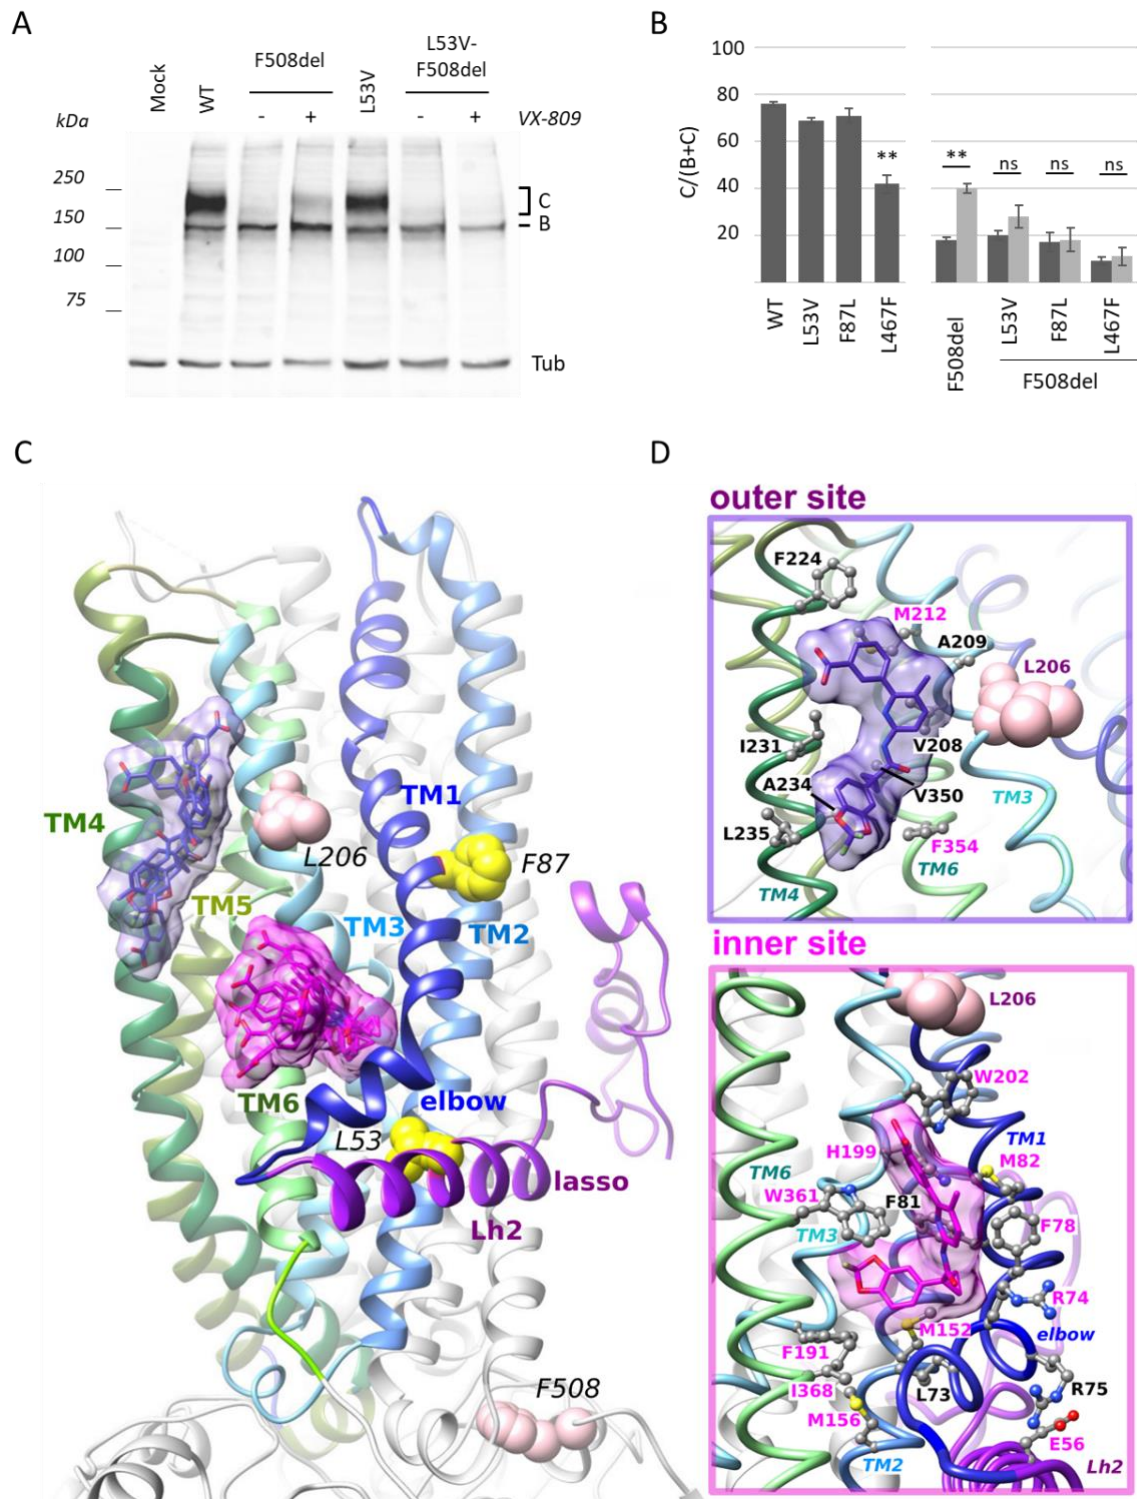 A
Mock
WT
F508del
L53V
L53V-
F508del
- + - + VX-809
kDa
250
150
100
75
C
B
Tub
B
C/(B+C)
100
80
60
40
20
**
**
ns
ns
ns
WT
L53V
F87L
L467F
F508del
L53V
F87L
L467F
F508del
C
TM4
TM1
L206
F87
TM5
TM3
TM2
TM6
elbow
L53
lasso
Lh2
F508
D
outer site
F224
M212
A209
L206
I231
V208
A234
V350
TM3
L235
F354
TM6
TM4
inner site
L206
W202
TM1
H199
M82
TM6
W361
F81
F78
TM3
R74
M152
elbow
F191
L73
R75
I368
M156
E56
TM2
Lh2